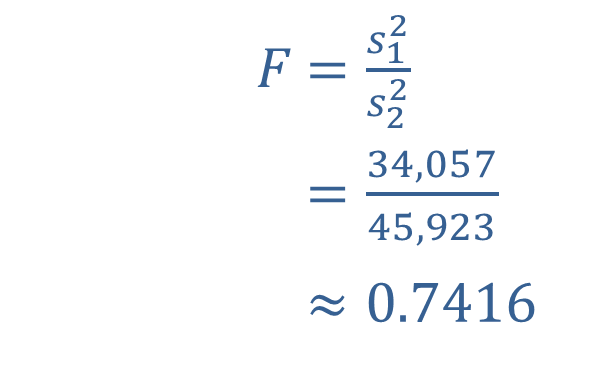 F = s₁²/s₂²
= 34,057/45,923
≈ 0.7416